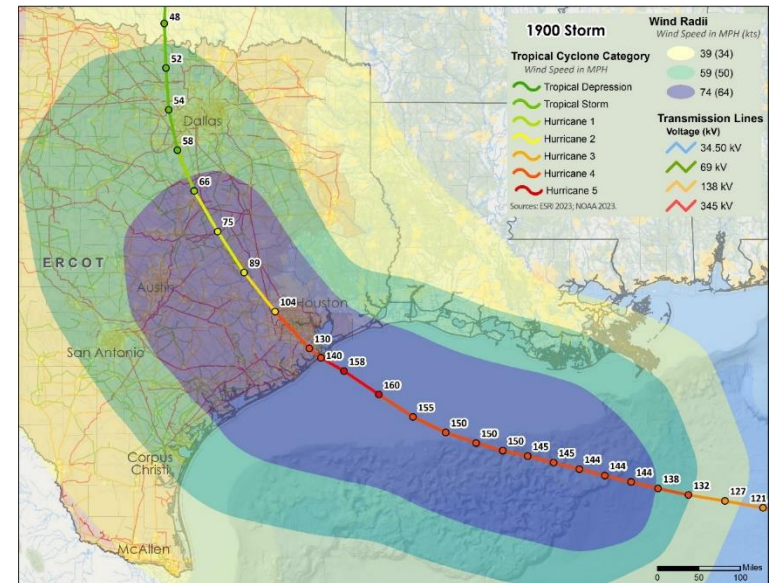 1900 Storm
Tropical Cyclone Category
Wind Speed in MPH
Tropical Depression
Tropical Storm
Hurricane 1
Hurricane 2
Hurricane 3
Hurricane 4
Hurricane 5
Sources: ESRI 2023; NOAA 2023.
Wind Radii
Wind Speed in MPH (kts)
39 (34)
59 (50)
74 (64)
Transmission Lines
Voltage (kV)
34.50 kV
69 kV
138 kV
345 kV
48
52
54
Dallas
58
66
75
ERCOT
89
Austin
104
Houston
130
San Antonio
140
158
160
155
150
150
150
145
145
144
144
144
138
132
127
121
Corpus
Christi
McAllen
Miles
0 50 100